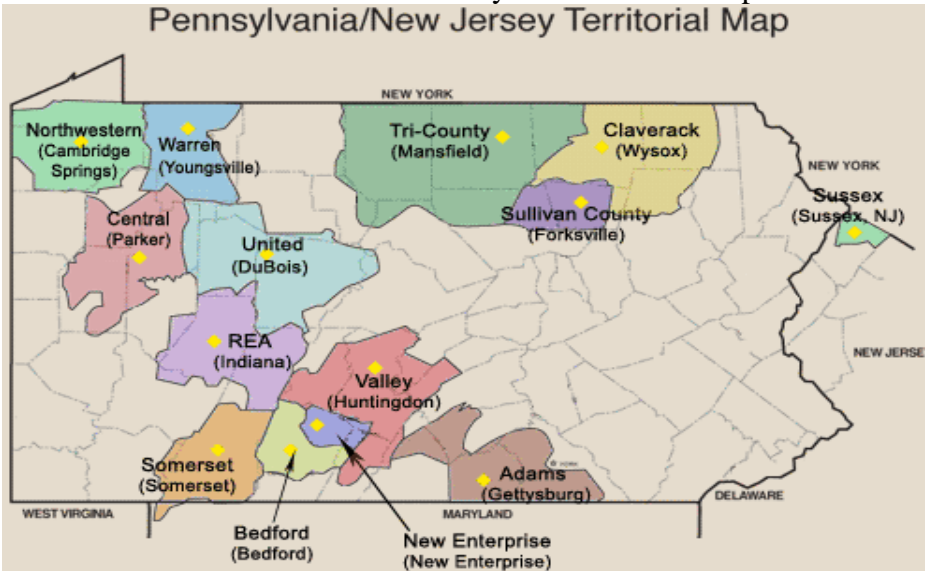 Pennsylvania/New Jersey Territorial Map
NEW YORK
Northwestern
(Cambridge
Springs)
Warren
(Youngsville)
Tri-County
(Mansfield)
Claverack
(Wysox)
NEW YORK
Sussex
(Sussex, NJ)
Central
(Parker)
United
(DuBois)
Sullivan County
(Forksville)
REA
(Indiana)
NEW JERSE
Valley
(Huntingdon)
Somerset
(Somerset)
YORK
Adams
(Gettysburg)
DELAWARE
WEST VIRGINIA
MARYLAND
Bedford
(Bedford)
New Enterprise
(New Enterprise)